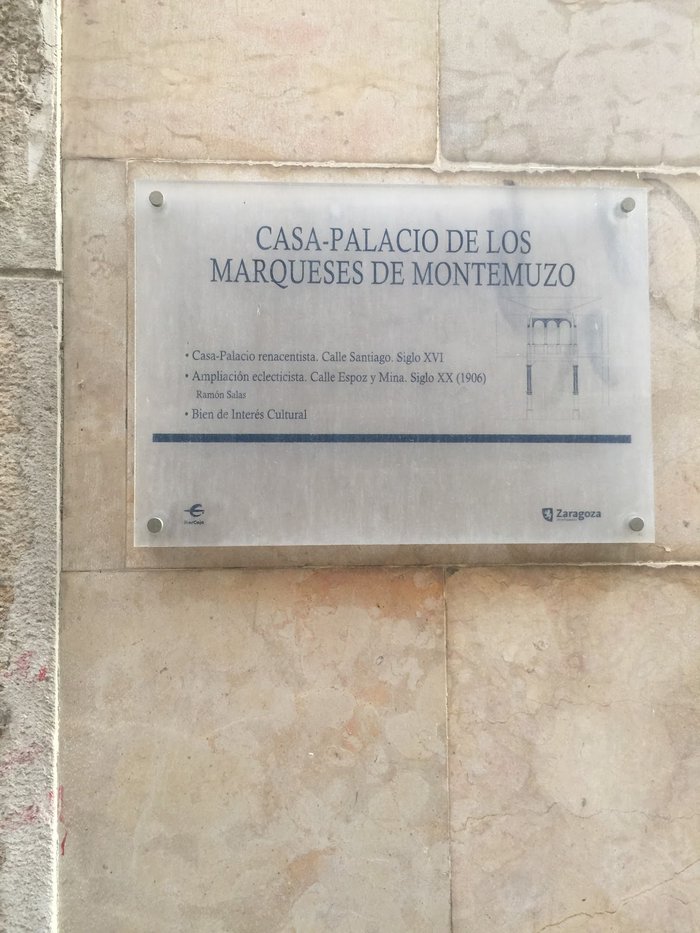 CASA-PALACIO DE LOS
MARQUESES DE MONTEMUZO
• Casa-Palacio renacentista. Calle Santiago. Siglo XVI
• Ampliación eclecticista. Calle Espoz y Mina. Siglo XX (1906)
Ramón Salas
• Bien de Interés Cultural
iberCaja
Zaragoza